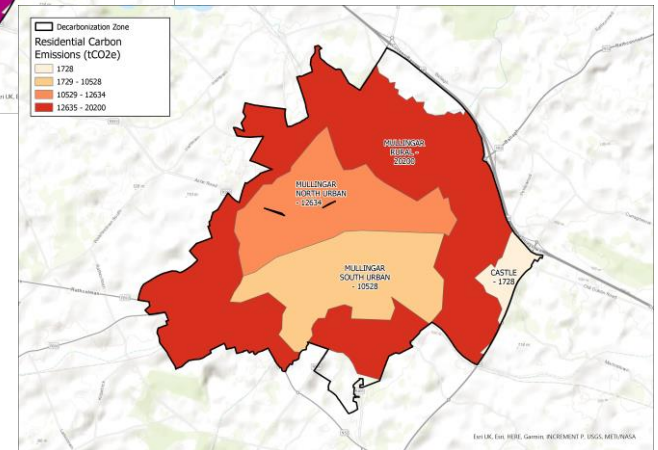 Decarbonization Zone
Residential Carbon
Emissions (tCO2e)
1728
1729 - 10528
10529 - 12634
12635 - 20200
MULLINGAR
RURAL -
20200
MULLINGAR
NORTH URBAN
- 12634
MULLINGAR
SOUTH URBAN
- 10528
CASTLE
- 1728
Esri UK, Esri, HERE, Garmin, INCREMENT P, USGS, METI/NASA